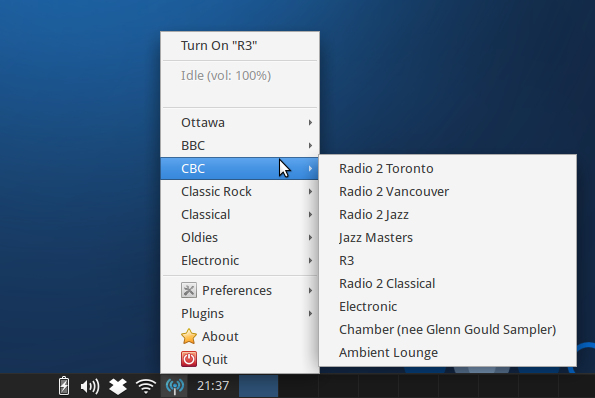 Turn On "R3"
Idle (vol: 100%)
Ottawa
BBC
CBC
Classic Rock
Classical
Oldies
Electronic
Preferences
Plugins
About
Quit
Radio 2 Toronto
Radio 2 Vancouver
Radio 2 Jazz
Jazz Masters
R3
Radio 2 Classical
Electronic
Chamber (nee Glenn Gould Sampler)
Ambient Lounge
21:37